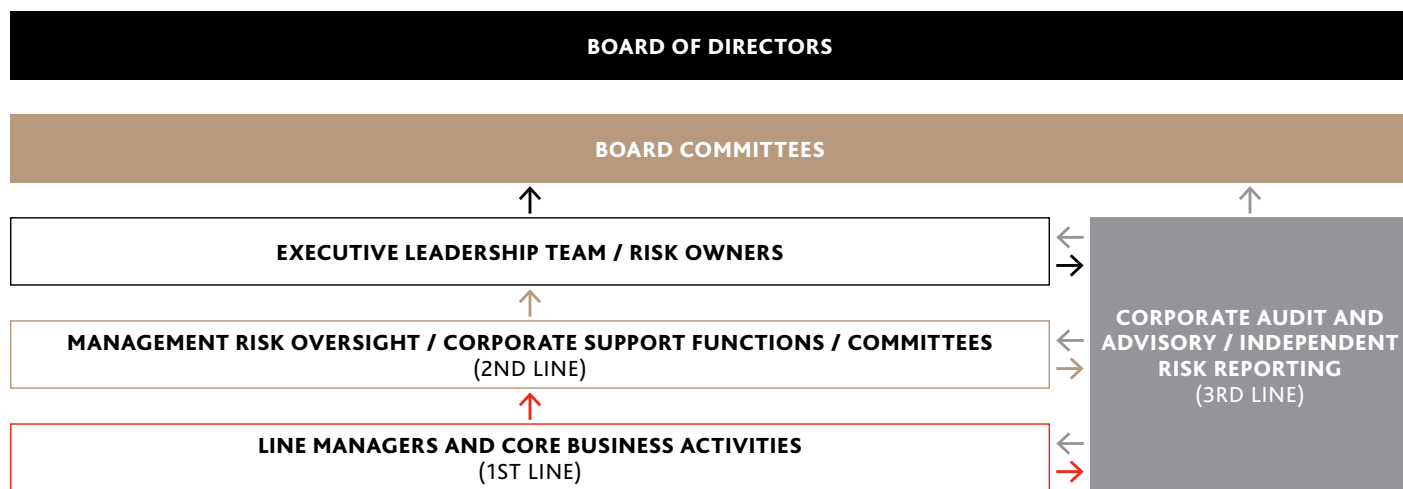 BOARD OF DIRECTORS
BOARD COMMITTEES
EXECUTIVE LEADERSHIP TEAM / RISK OWNERS
MANAGEMENT RISK OVERSIGHT / CORPORATE SUPPORT FUNCTIONS / COMMITTEES
(2ND LINE)
LINE MANAGERS AND CORE BUSINESS ACTIVITIES
(1ST LINE)
CORPORATE AUDIT AND
ADVISORY / INDEPENDENT
RISK REPORTING
(3RD LINE)